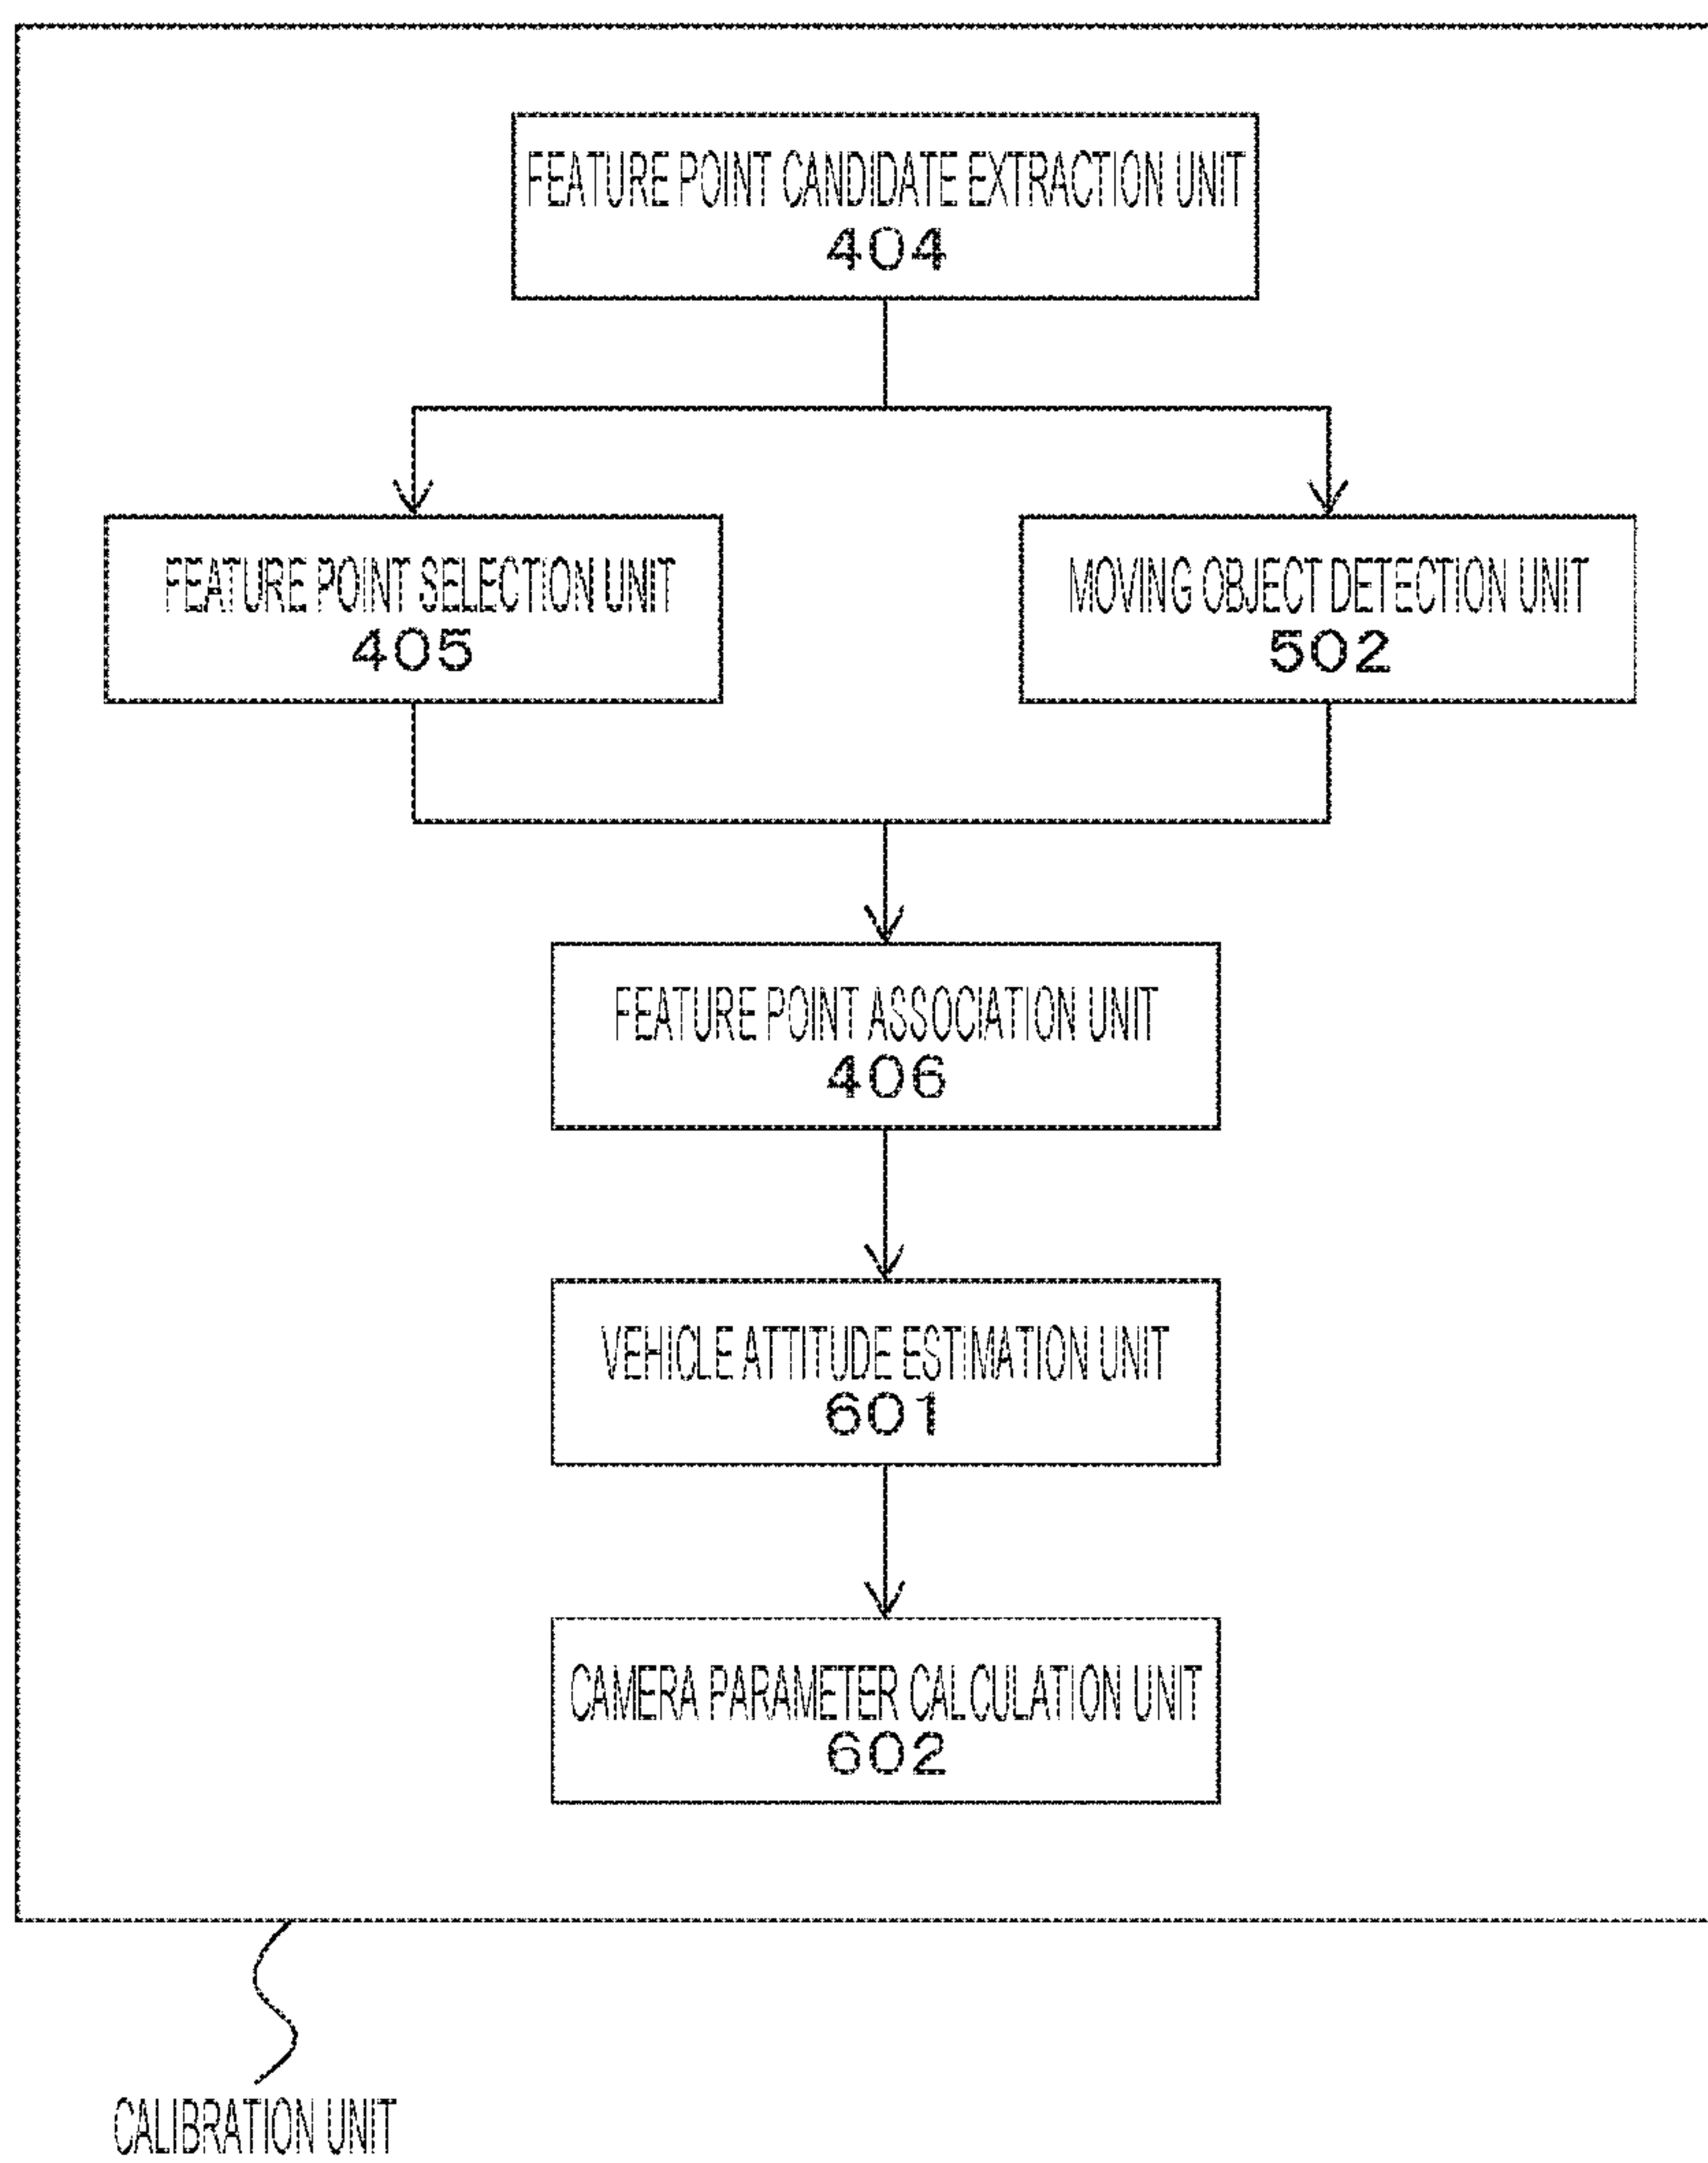 FEATURE POINT CANDIDATE EXTRACTION UNIT
404
FEATURE POINT SELECTION UNIT
405
MOVING OBJECT DETECTION UNIT
502
FEATURE POINT ASSOCIATION UNIT
406
VEHICLE ATTITUDE ESTIMATION UNIT
601
CAMERA PARAMETER CALCULATION UNIT
602
CALIBRATION UNIT